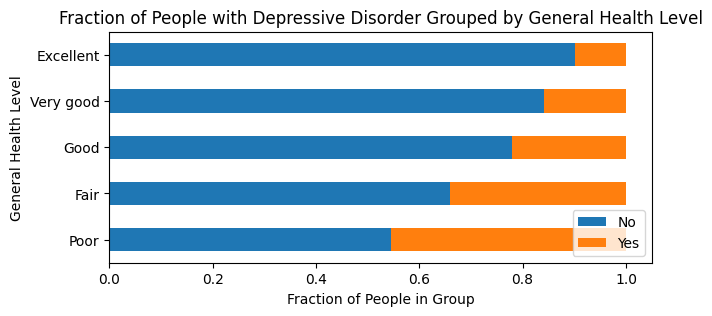 Fraction of People with Depressive Disorder Grouped by General Health Level
General Health Level
Excellent
Very good
Good
Fair
Poor
No
Yes
0.0 0.2 0.4 0.6 0.8 1.0
Fraction of People in Group